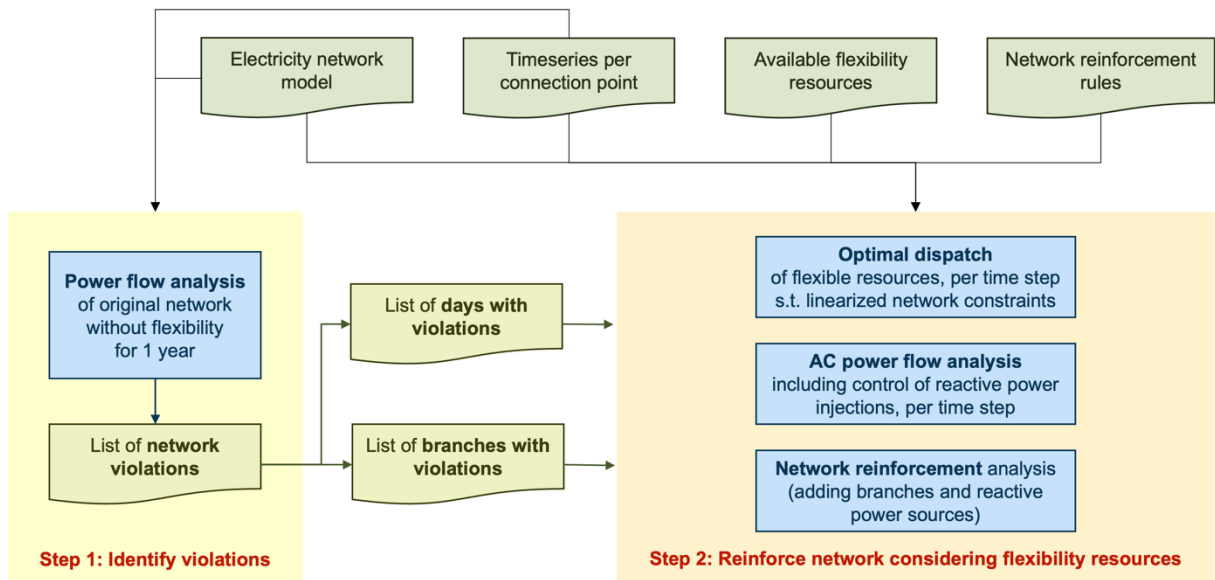 Electricity network
model
Timeseries per
connection point
Available flexibility
resources
Network reinforcement
rules
Power flow analysis
of original network
without flexibility
for 1 year
List of network
violations
Step 1: Identify violations
List of days with
violations
List of branches with
violations
Optimal dispatch
of flexible resources, per time step
s.t. linearized network constraints
AC power flow analysis
including control of reactive power
injections, per time step
Network reinforcement analysis
(adding branches and reactive
power sources)
Step 2: Reinforce network considering flexibility resources